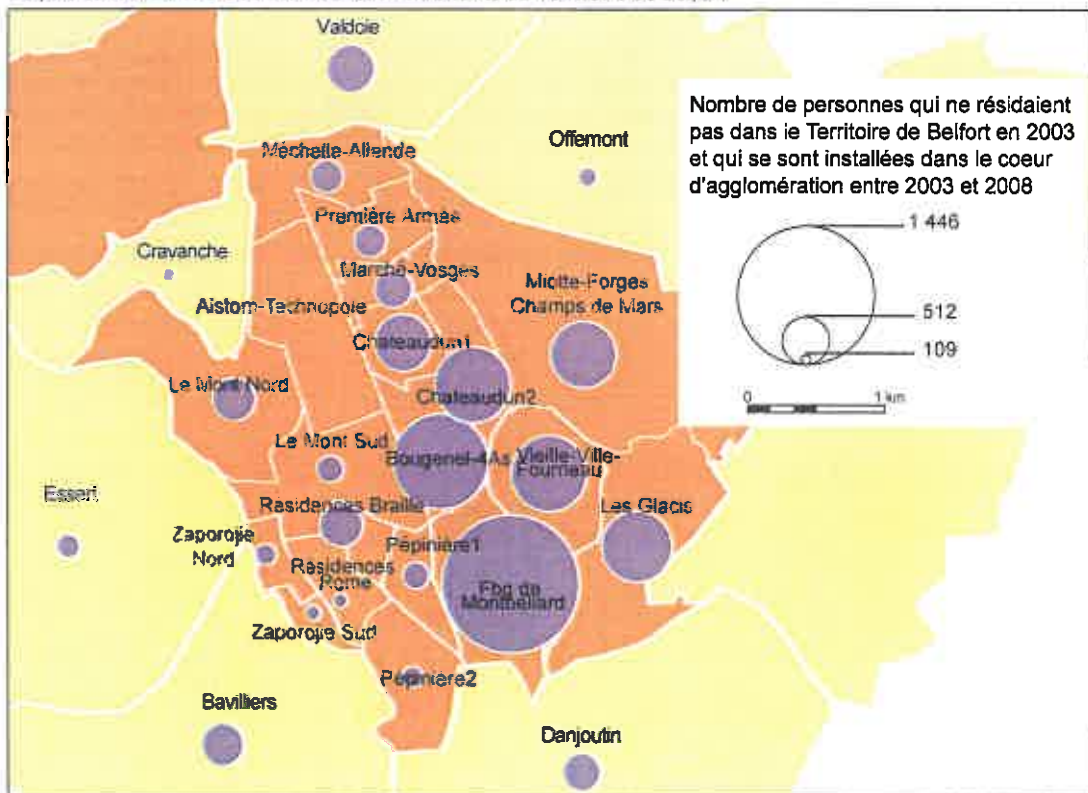 Valdoie
Nombre de personnes qui ne résidaient
pas dans le Territoire de Belfort en 2003
et qui se sont installées dans le coeur
d'agglomération entre 2003 et 2008
Offemont
Méchelle-Allende
1 446
Première Armée
Cravanche
Marché-Vosges
Miotte-Forges
Champs de Mars
Alstom-Technopole
512
Chateaudun1
109
Le Mont Nord
Chateaudun2
0
1 km
Le Mont Sud
Bougenel-4As
Vieille-Ville-
Fourneau
Essert
Résidences Braille
Les Glacis
Zaporojie
Nord
Pépinière1
Résidences
Rome
Fbg de
Montbéliard
Zaporojie Sud
Pépinière2
Bavilliers
Danjoutin